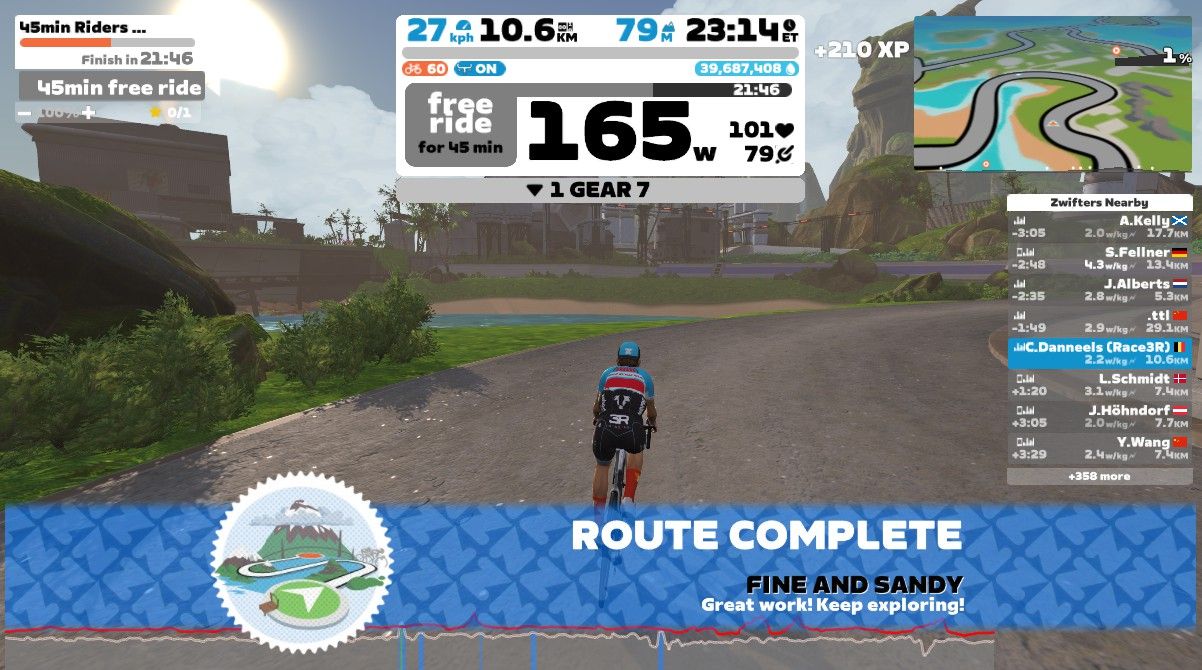 45min Riders ...
Finish in 21:46
45min free ride
100%
0/1
27 kph 10.6 KM 79 M 23:14 ET
60 ON 39,687,408
21:46
free ride
for 45 min
165 w
101
79
1 GEAR 7
+210 XP
1 %
Zwifters Nearby
A.Kelly
-3:05 2.0 w/kg 17.7 KM
S.Fellner
-2:48 4.3 w/kg 13.4 KM
J.Alberts
-2:35 2.8 w/kg 5.3 KM
.ttl
-1:49 2.9 w/kg 29.1 KM
C.Danneels (Race3R)
2.2 w/kg 10.6 KM
L.Schmidt
+1:20 3.1 w/kg 7.4 KM
J.Höhndorf
+3:05 2.0 w/kg 7.7 KM
Y.Wang
+3:29 2.4 w/kg 7.4 KM
+358 more
3R
ROUTE COMPLETE
FINE AND SANDY
Great work! Keep exploring!